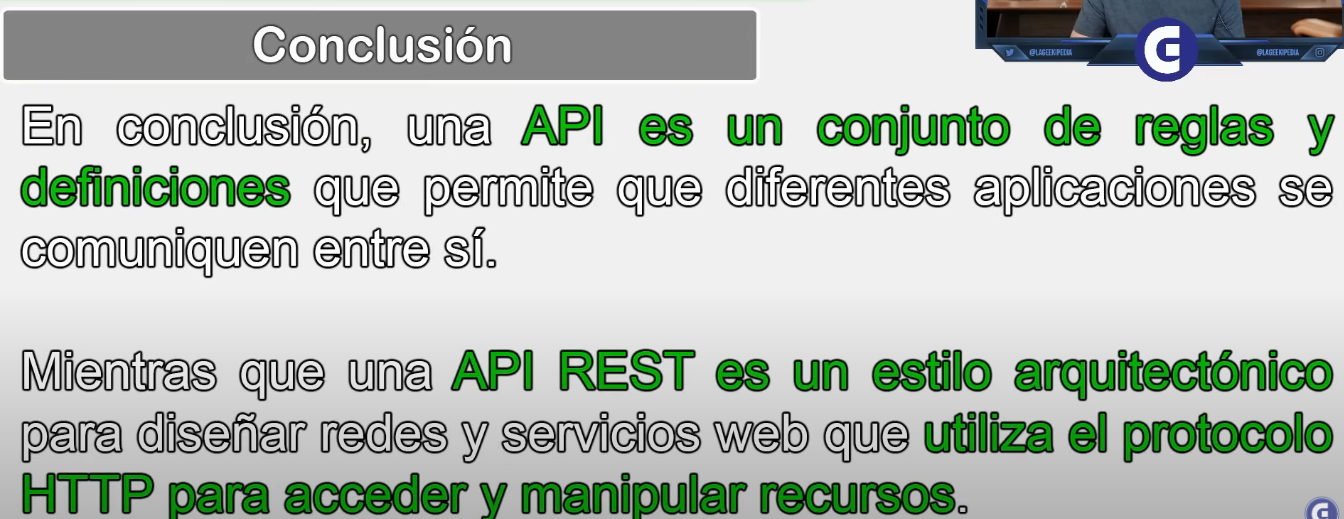 Conclusión
@LAGEEKIPEDIA
@LAGEEKIPEDIA
G
En conclusión, una API es un conjunto de reglas y
definiciones que permite que diferentes aplicaciones se
comuniquen entre sí.
Mientras que una API REST es un estilo arquitectónico
para diseñar redes y servicios web que utiliza el protocolo
HTTP para acceder y manipular recursos.
G